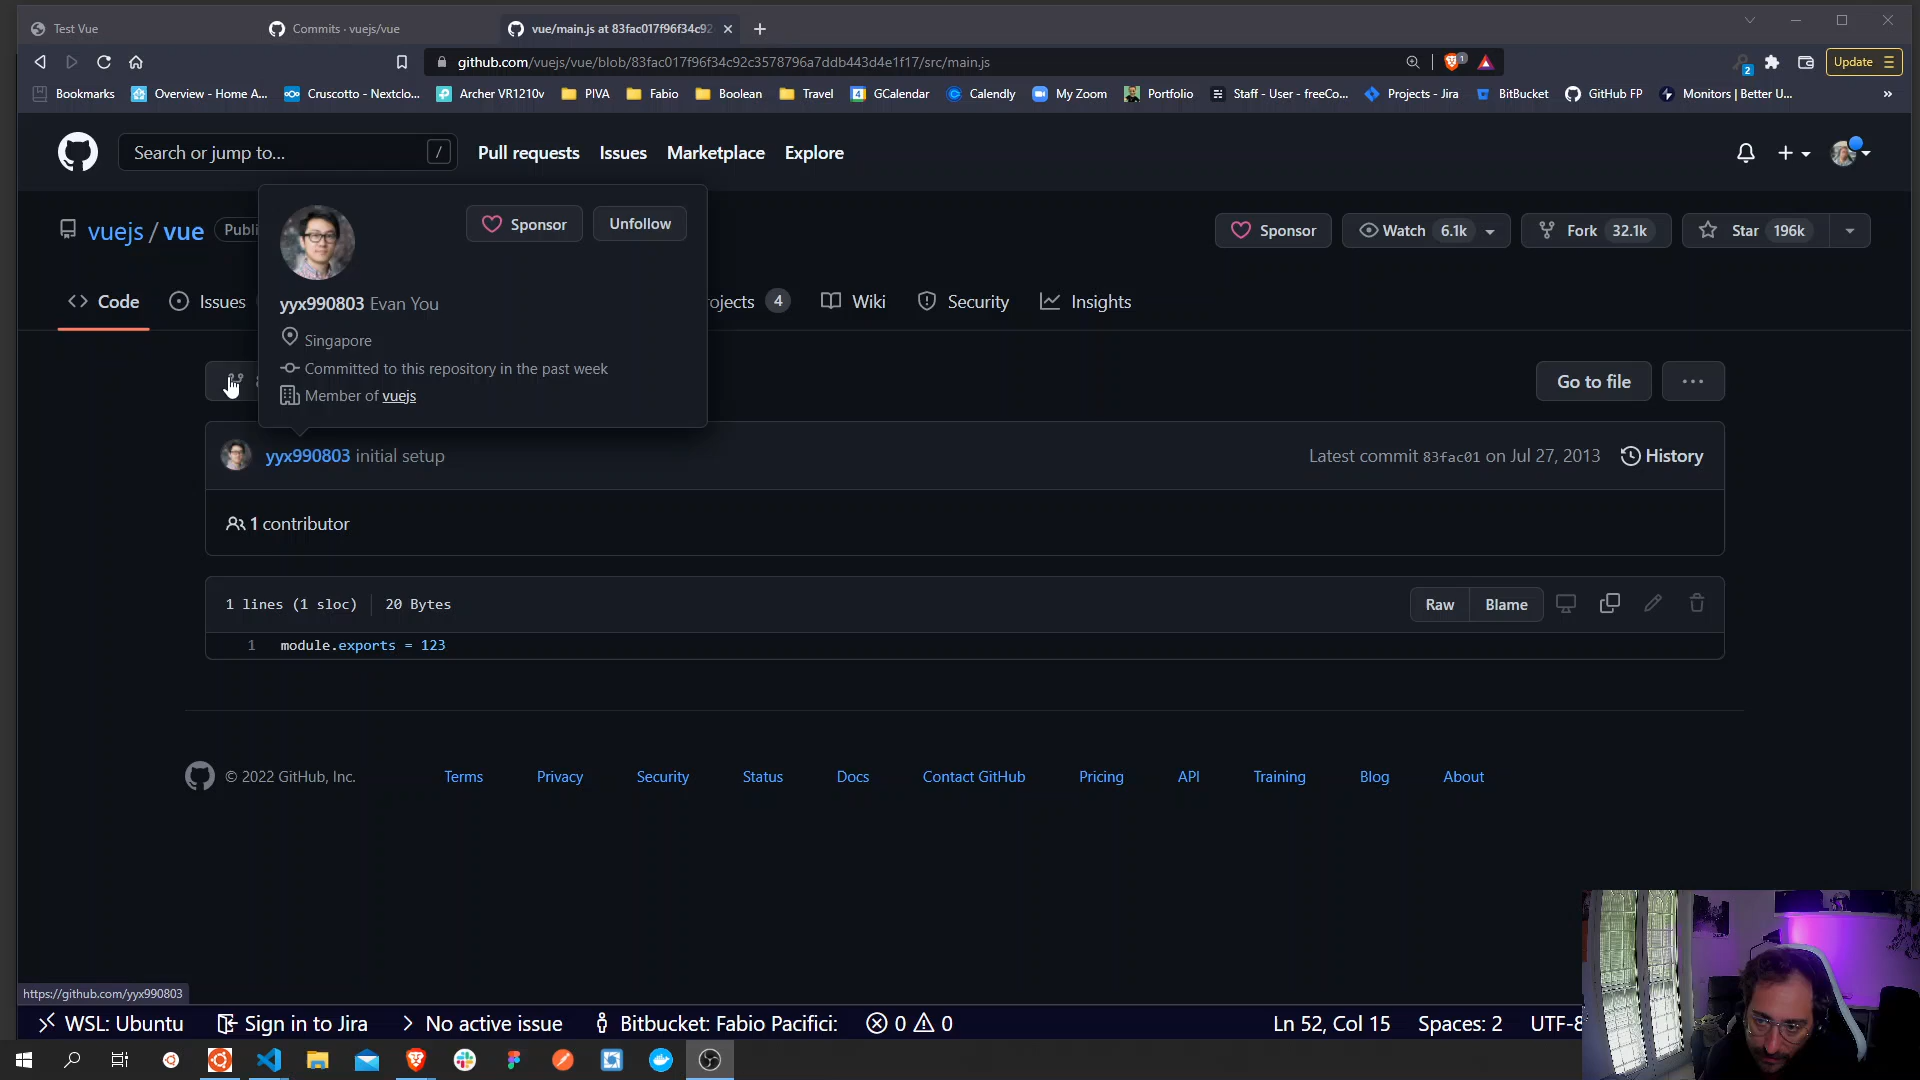 Test Vue
Commits · vuejs/vue
vue/main.js at 83fac017f96f34c92
github.com/vuejs/vue/blob/83fac017f96f34c92c3578796a7ddb443d4e1f17/src/main.js
1
2
Update
Bookmarks
Overview - Home A...
Cruscotto - Nextclo...
Archer VR1210v
PIVA
Fabio
Boolean
Travel
4
GCalendar
Calendly
My Zoom
Portfolio
Staff - User - freeCo...
Projects - Jira
BitBucket
GitHub FP
Monitors | Better U...
»
Search or jump to...
/
Pull requests
Issues
Marketplace
Explore
vuejs / vue
Publi
Sponsor
Watch 6.1k
Fork 32.1k
Star 196k
Sponsor
Unfollow
yyx990803 Evan You
Singapore
Committed to this repository in the past week
Member of vuejs
<> Code
Issues
ojects 4
Wiki
Security
Insights
Go to file
...
yyx990803 initial setup
Latest commit 83fac01 on Jul 27, 2013
History
1 contributor
1 lines (1 sloc)
20 Bytes
Raw
Blame
1 module.exports = 123
© 2022 GitHub, Inc.
Terms
Privacy
Security
Status
Docs
Contact GitHub
Pricing
API
Training
Blog
About
https://github.com/yyx990803
WSL: Ubuntu
Sign in to Jira
No active issue
Bitbucket: Fabio Pacifici:
0
0
Ln 52, Col 15
Spaces: 2
UTF-8